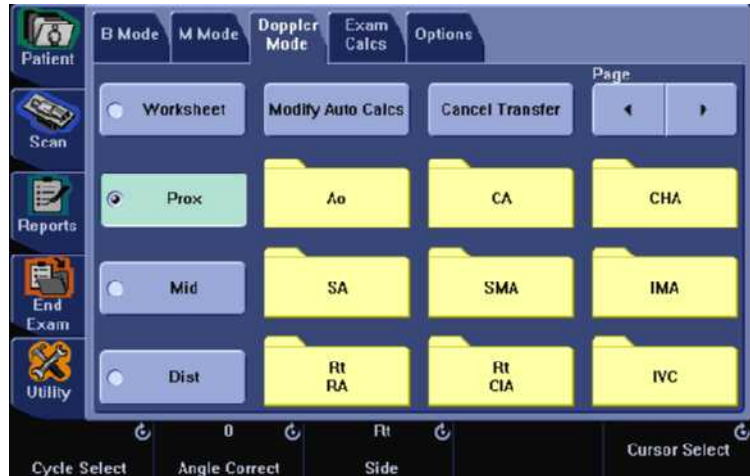 Patient
B Mode
M Mode
Doppler
Mode
Exam
Calcs
Options
Page
Worksheet
Modify Auto Calcs
Cancel Transfer
Scan
Prox
Ao
CA
CHA
Reports
Mid
SA
SMA
IMA
End
Exam
Dist
Rt
RA
Rt
CIA
IVC
Utility
0
Rt
Cycle Select
Angle Correct
Side
Cursor Select